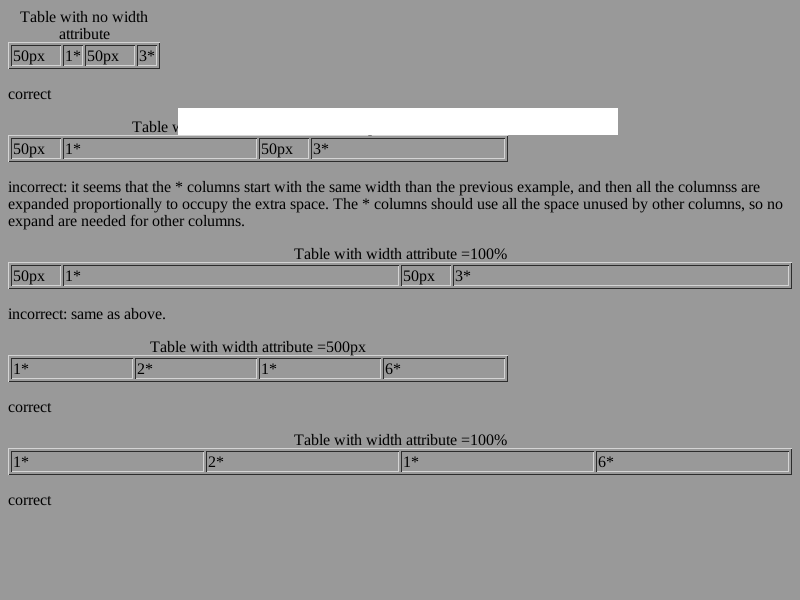 Table with no width
attribute
50px 1* 50px 3*
correct
Table
50px 1* 50px 3*
incorrect: it seems that the * columns start with the same width than the previous example, and then all the columnss are
expanded proportionally to occupy the extra space. The * columns should use all the space unused by other columns, so no
expand are needed for other columns.
Table with width attribute =100%
50px 1* 50px 3*
incorrect: same as above.
Table with width attribute =500px
1* 2* 1* 6*
correct
Table with width attribute =100%
1* 2* 1* 6*
correct